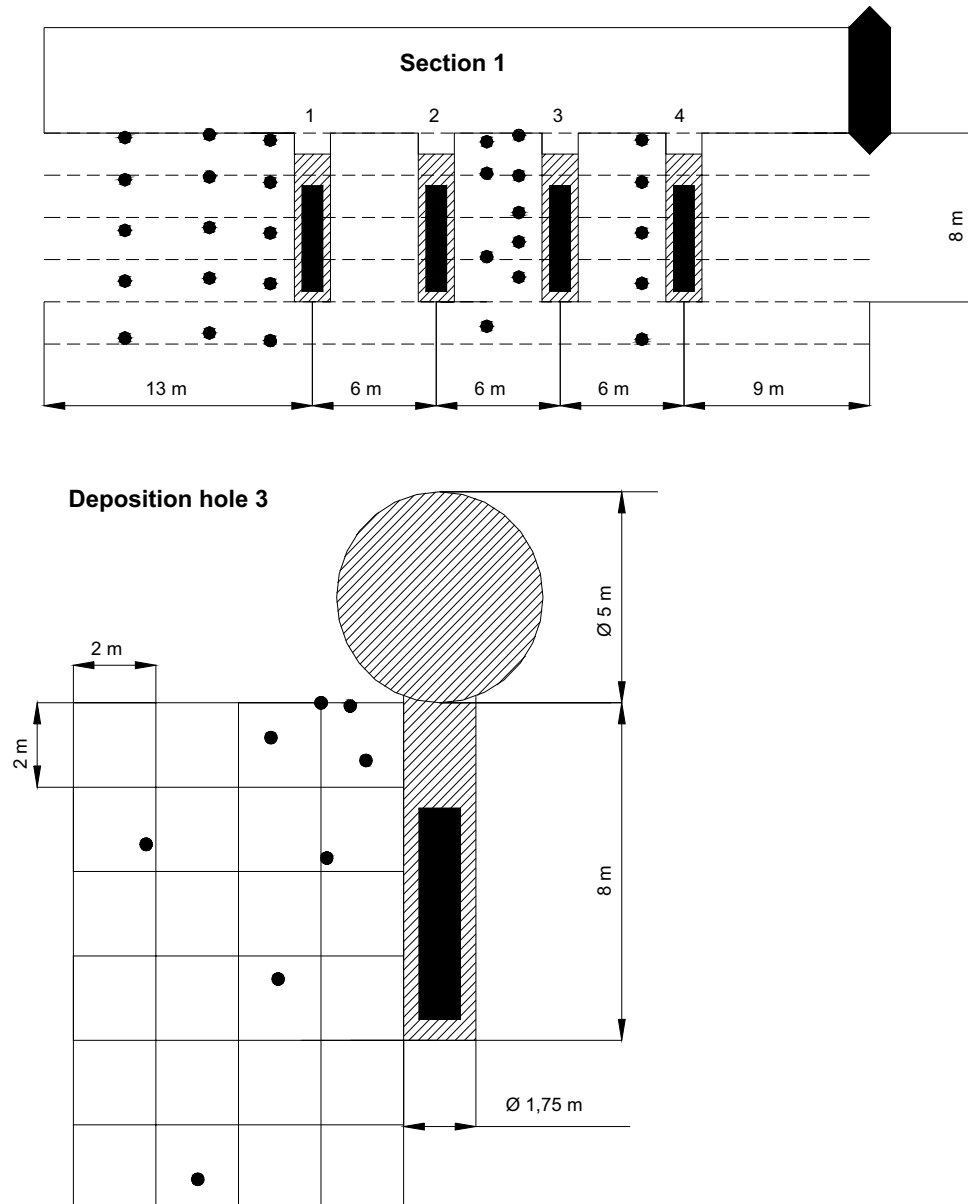 Section 1
1 2 3 4
8 m
13 m 6 m 6 m 6 m 9 m
Deposition hole 3
Ø 5 m
2 m
2 m
8 m
Ø 1,75 m